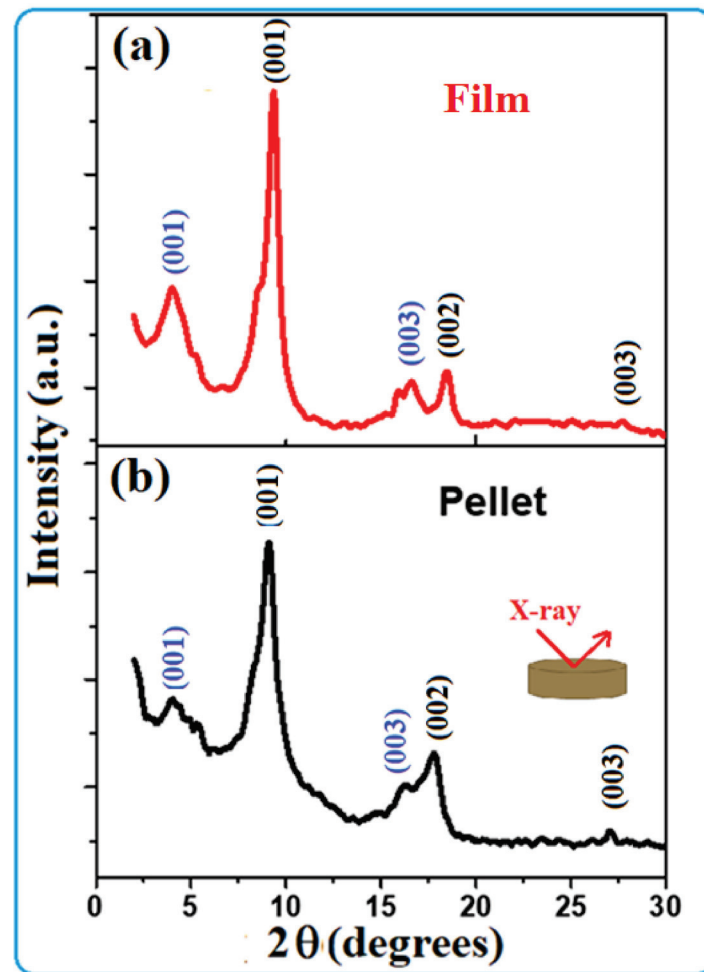 (a)
(001)
Film
(001)
(003)
(002)
(003)
Intensity (a.u.)
(b)
(001)
Pellet
X-ray
(001)
(003)
(002)
(003)
0 5 10 15 20 25 30
2θ(degrees)